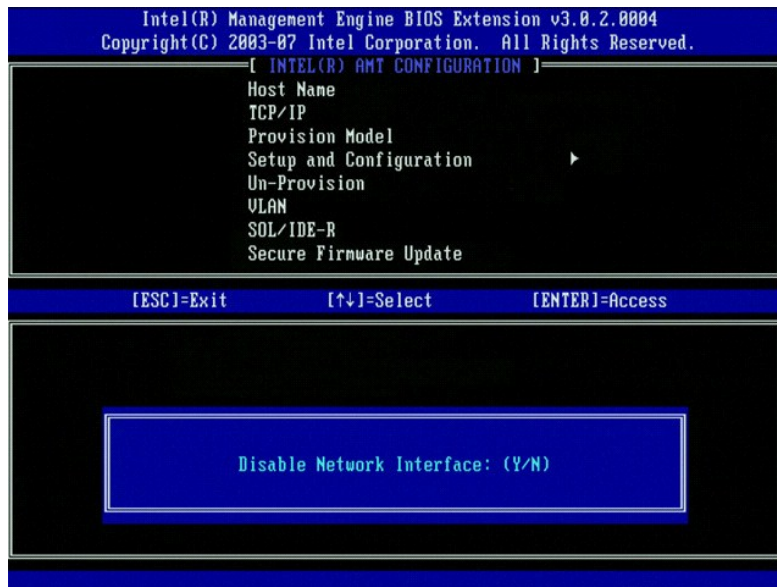 Intel(R) Management Engine BIOS Extension v3.0.2.0004
Copyright(C) 2003-07 Intel Corporation. All Rights Reserved.
[ INTEL(R) AMT CONFIGURATION ]
Host Name
TCP/IP
Provision Model
Setup and Configuration
Un-Provision
VLAN
SOL/IDE-R
Secure Firmware Update
[ESC]=Exit [↑↓]=Select [ENTER]=Access
Disable Network Interface: (Y/N)